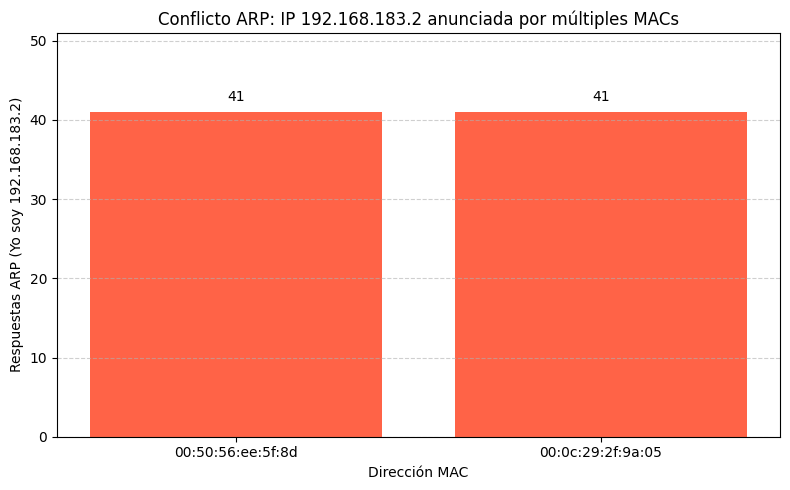 Conflicto ARP: IP 192.168.183.2 anunciada por múltiples MACs
Respuestas ARP (Yo soy 192.168.183.2)
50
40
30
20
10
0
41
41
00:50:56:ee:5f:8d
00:0c:29:2f:9a:05
Dirección MAC